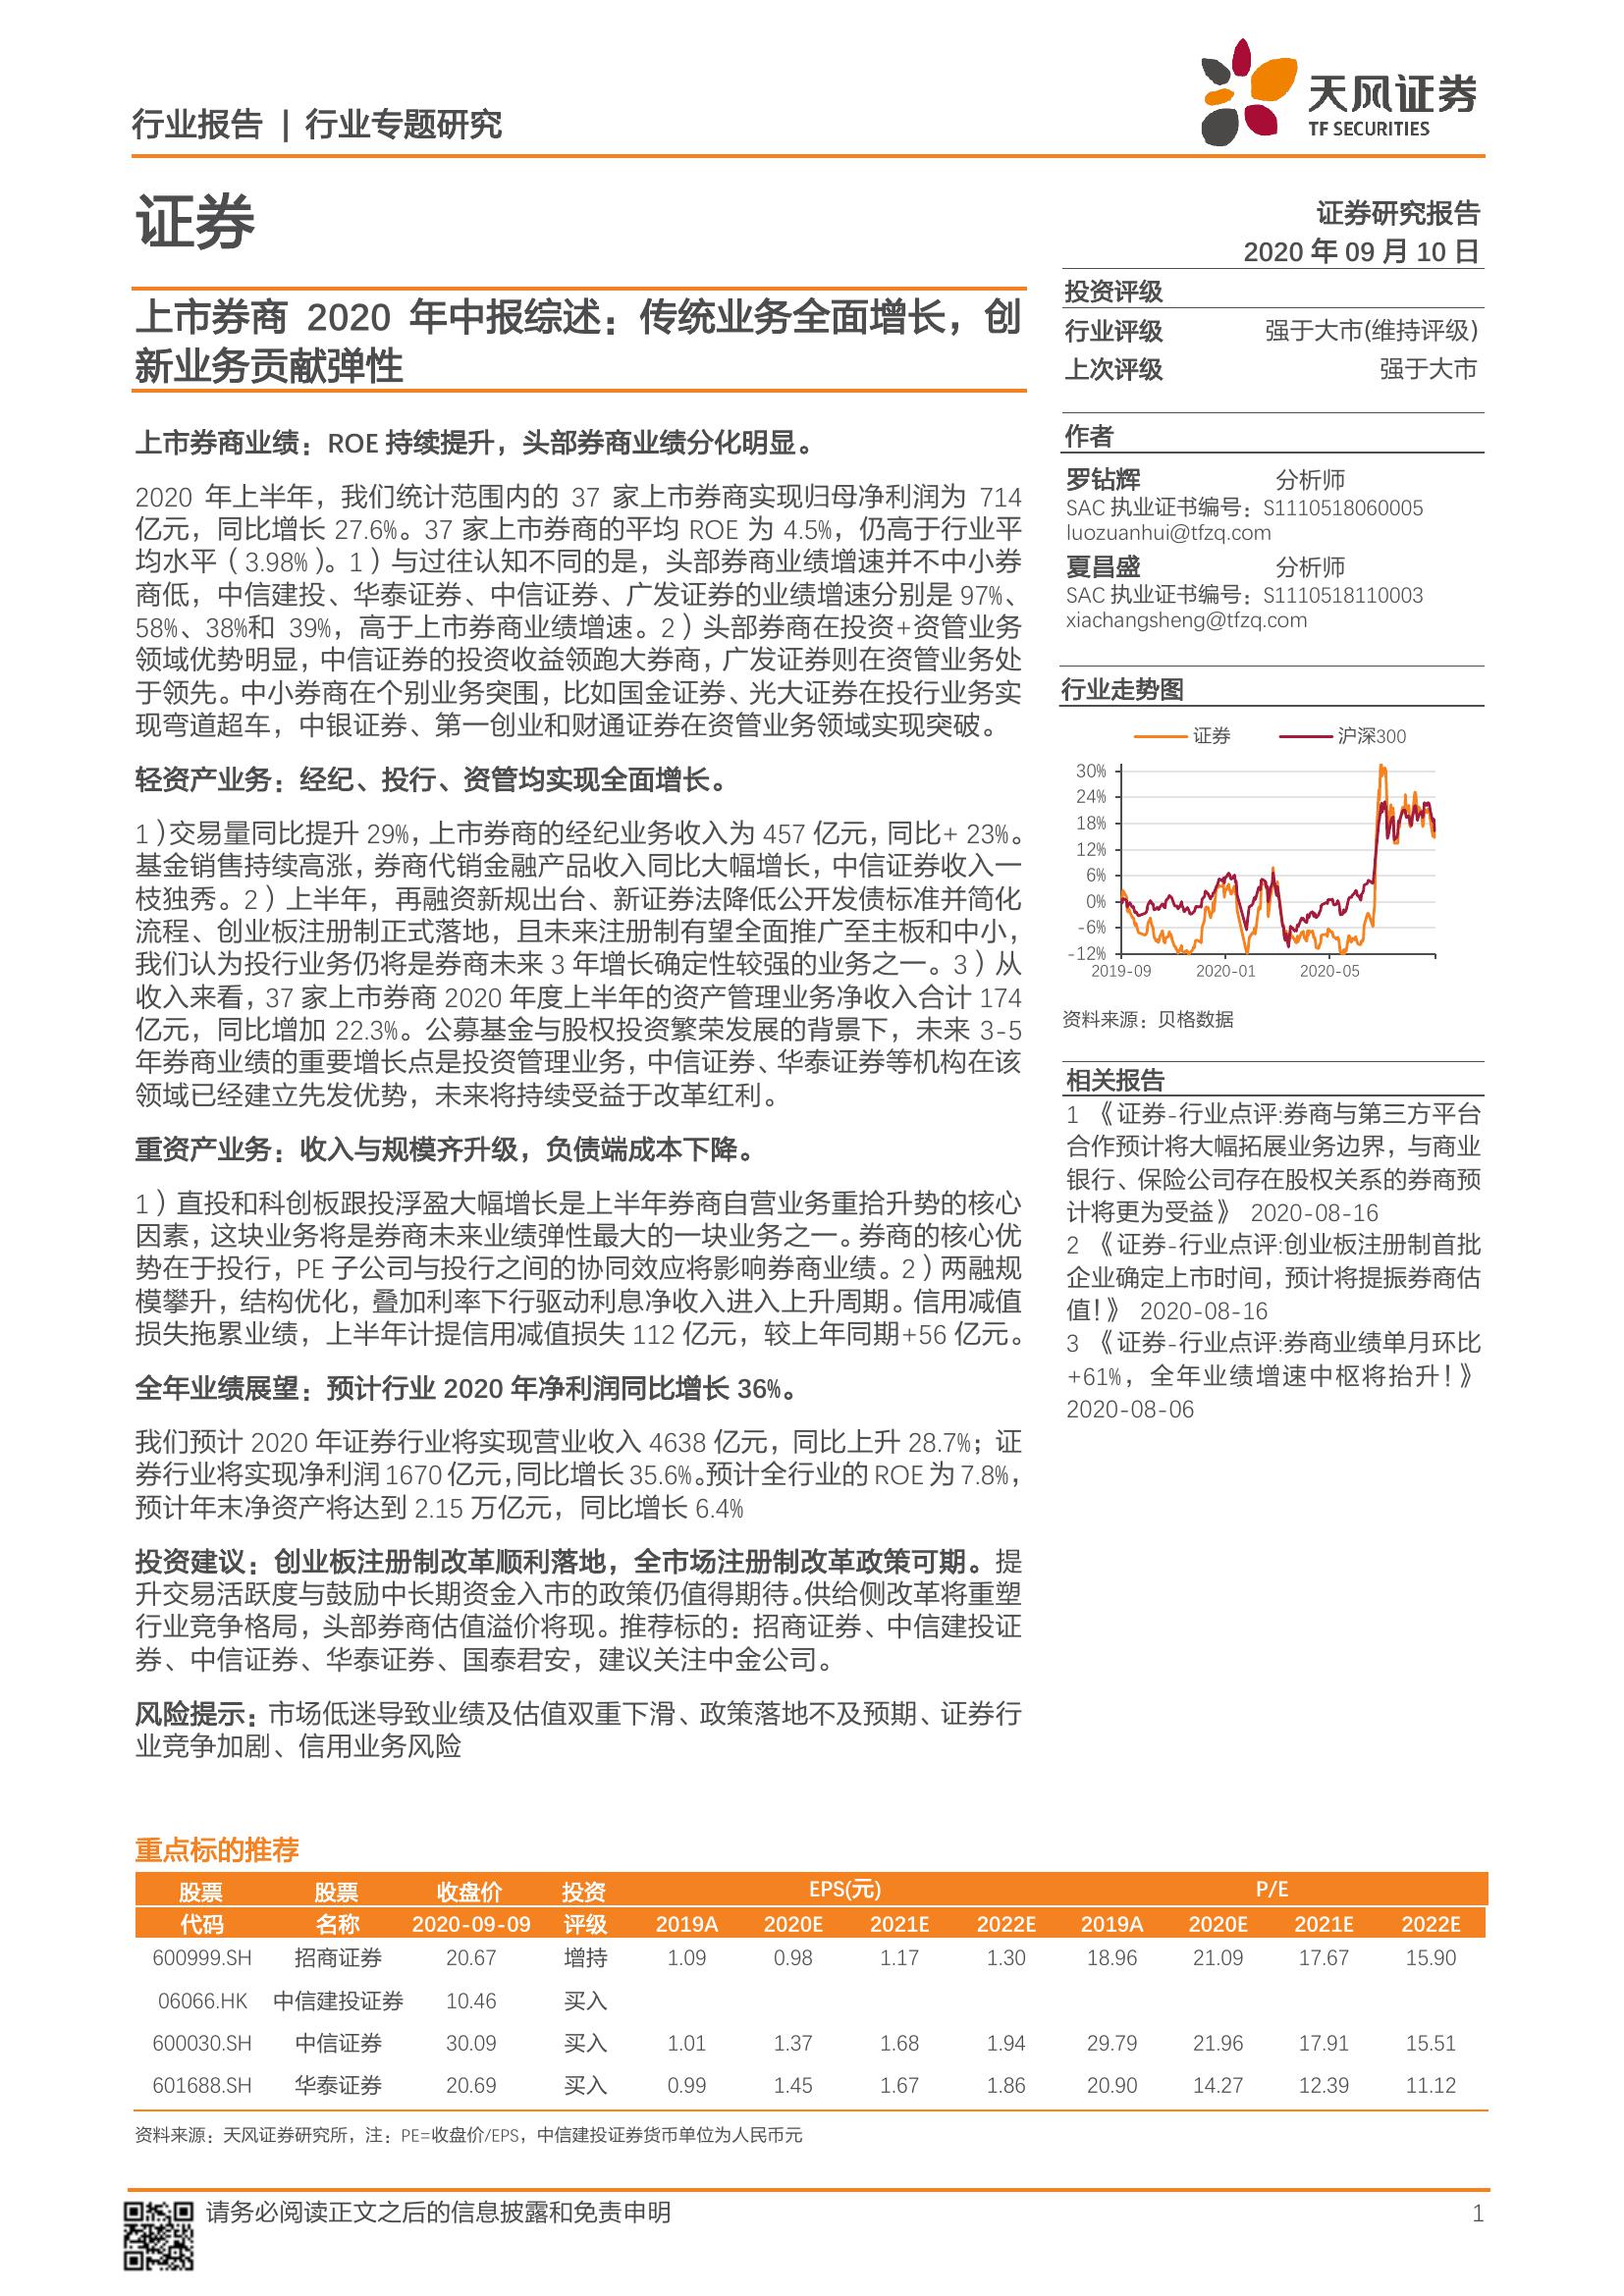 行业报告 | 行业专题研究
天风证券
TF SECURITIES
证券
证券研究报告
2020 年 09 月 10 日
上市券商 2020 年中报综述：传统业务全面增长，创
新业务贡献弹性
上市券商业绩：ROE 持续提升，头部券商业绩分化明显。
2020 年上半年，我们统计范围内的 37 家上市券商实现归母净利润为 714
亿元，同比增长 27.6%。37 家上市券商的平均 ROE 为 4.5%，仍高于行业平
均水平（3.98%）。1）与过往认知不同的是，头部券商业绩增速并不中小券
商低，中信建投、华泰证券、中信证券、广发证券的业绩增速分别是 97%、
58%、38%和 39%，高于上市券商业绩增速。2）头部券商在投资+资管业务
领域优势明显，中信证券的投资收益领跑大券商，广发证券则在资管业务处
于领先。中小券商在个别业务突围，比如国金证券、光大证券在投行业务实
现弯道超车，中银证券、第一创业和财通证券在资管业务领域实现突破。
轻资产业务：经纪、投行、资管均实现全面增长。
1）交易量同比提升 29%，上市券商的经纪业务收入为 457 亿元，同比+ 23%。
基金销售持续高涨，券商代销金融产品收入同比大幅增长，中信证券收入一
枝独秀。2）上半年，再融资新规出台、新证券法降低公开发债标准并简化
流程、创业板注册制正式落地，且未来注册制有望全面推广至主板和中小，
我们认为投行业务仍将是券商未来 3 年增长确定性较强的业务之一。3）从
收入来看，37 家上市券商 2020 年度上半年的资产管理业务净收入合计 174
亿元，同比增加 22.3%。公募基金与股权投资繁荣发展的背景下，未来 3-5
年券商业绩的重要增长点是投资管理业务，中信证券、华泰证券等机构在该
领域已经建立先发优势，未来将持续受益于改革红利。
重资产业务：收入与规模齐升级，负债端成本下降。
1）直投和科创板跟投浮盈大幅增长是上半年券商自营业务重拾升势的核心
因素，这块业务将是券商未来业绩弹性最大的一块业务之一。券商的核心优
势在于投行，PE 子公司与投行之间的协同效应将影响券商业绩。2）两融规
模攀升，结构优化，叠加利率下行驱动利息净收入进入上升周期。信用减值
损失拖累业绩，上半年计提信用减值损失 112 亿元，较上年同期+56 亿元。
全年业绩展望：预计行业 2020 年净利润同比增长 36%。
我们预计 2020 年证券行业将实现营业收入 4638 亿元，同比上升 28.7%；证
券行业将实现净利润 1670 亿元，同比增长 35.6%。预计全行业的 ROE 为 7.8%，
预计年末净资产将达到 2.15 万亿元，同比增长 6.4%
投资建议：创业板注册制改革顺利落地，全市场注册制改革政策可期。提
升交易活跃度与鼓励中长期资金入市的政策仍值得期待。供给侧改革将重塑
行业竞争格局，头部券商估值溢价将现。推荐标的：招商证券、中信建投证
券、中信证券、华泰证券、国泰君安，建议关注中金公司。
风险提示：市场低迷导致业绩及估值双重下滑、政策落地不及预期、证券行
业竞争加剧、信用业务风险
投资评级
行业评级 强于大市(维持评级)
上次评级 强于大市
作者
罗钻辉 分析师
SAC 执业证书编号：S1110518060005
luozuanhui@tfzq.com
夏昌盛 分析师
SAC 执业证书编号：S1110518110003
xiachangsheng@tfzq.com
行业走势图
证券 沪深300
30%
24%
18%
12%
6%
0%
-6%
-12%
2019-09 2020-01 2020-05
资料来源：贝格数据
相关报告
1 《证券-行业点评:券商与第三方平台
合作预计将大幅拓展业务边界，与商业
银行、保险公司存在股权关系的券商预
计将更为受益》 2020-08-16
2 《证券-行业点评:创业板注册制首批
企业确定上市时间，预计将提振券商估
值！》 2020-08-16
3 《证券-行业点评:券商业绩单月环比
+61%，全年业绩增速中枢将抬升！》
2020-08-06
重点标的推荐
股票 股票 收盘价 投资 EPS(元) P/E
代码 名称 2020-09-09 评级 2019A 2020E 2021E 2022E 2019A 2020E 2021E 2022E
600999.SH 招商证券 20.67 增持 1.09 0.98 1.17 1.30 18.96 21.09 17.67 15.90
06066.HK 中信建投证券 10.46 买入
600030.SH 中信证券 30.09 买入 1.01 1.37 1.68 1.94 29.79 21.96 17.91 15.51
601688.SH 华泰证券 20.69 买入 0.99 1.45 1.67 1.86 20.90 14.27 12.39 11.12
资料来源：天风证券研究所，注：PE=收盘价/EPS，中信建投证券货币单位为人民币元
请务必阅读正文之后的信息披露和免责申明 1